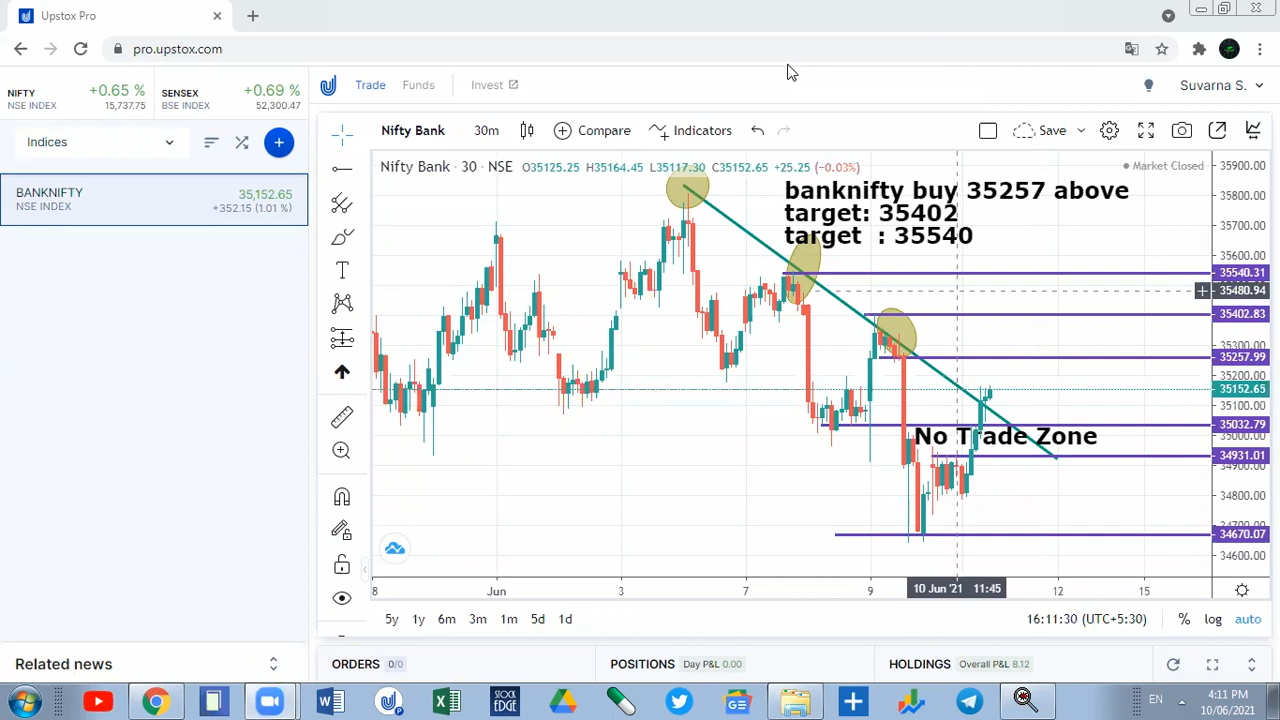 Upstox Pro
pro.upstox.com
NIFTY +0.65 %
NSE INDEX 15,737.75
SENSEX +0.69 %
BSE INDEX 52,300.47
Trade Funds Invest
Suvarna S.
Indices
BANKNIFTY 35,152.65
NSE INDEX +352.15 (1.01 %)
Related news
Nifty Bank 30m Compare Indicators Save
Nifty Bank · 30 · NSE O35125.25 H35164.45 L35117.30 C35152.65 +25.25 (−0.03%)
Market Closed
banknifty buy 35257 above
target: 35402
target : 35540
No Trade Zone
35900.00
35800.00
35700.00
35600.00
35540.31
35480.94
35402.83
35300.00
35257.99
35200.00
35152.65
35100.00
35032.79
35000.00
34931.01
34900.00
34800.00
34700.00
34670.07
34600.00
8 Jun 3 7 9 10 Jun '21 11:45 12 15
5y 1y 6m 3m 1m 5d 1d
16:11:30 (UTC+5:30) % log auto
ORDERS 0/0
POSITIONS Day P&L 0.00
HOLDINGS Overall P&L 8.12
STOCK
EDGE
EN
4:11 PM
10/06/2021